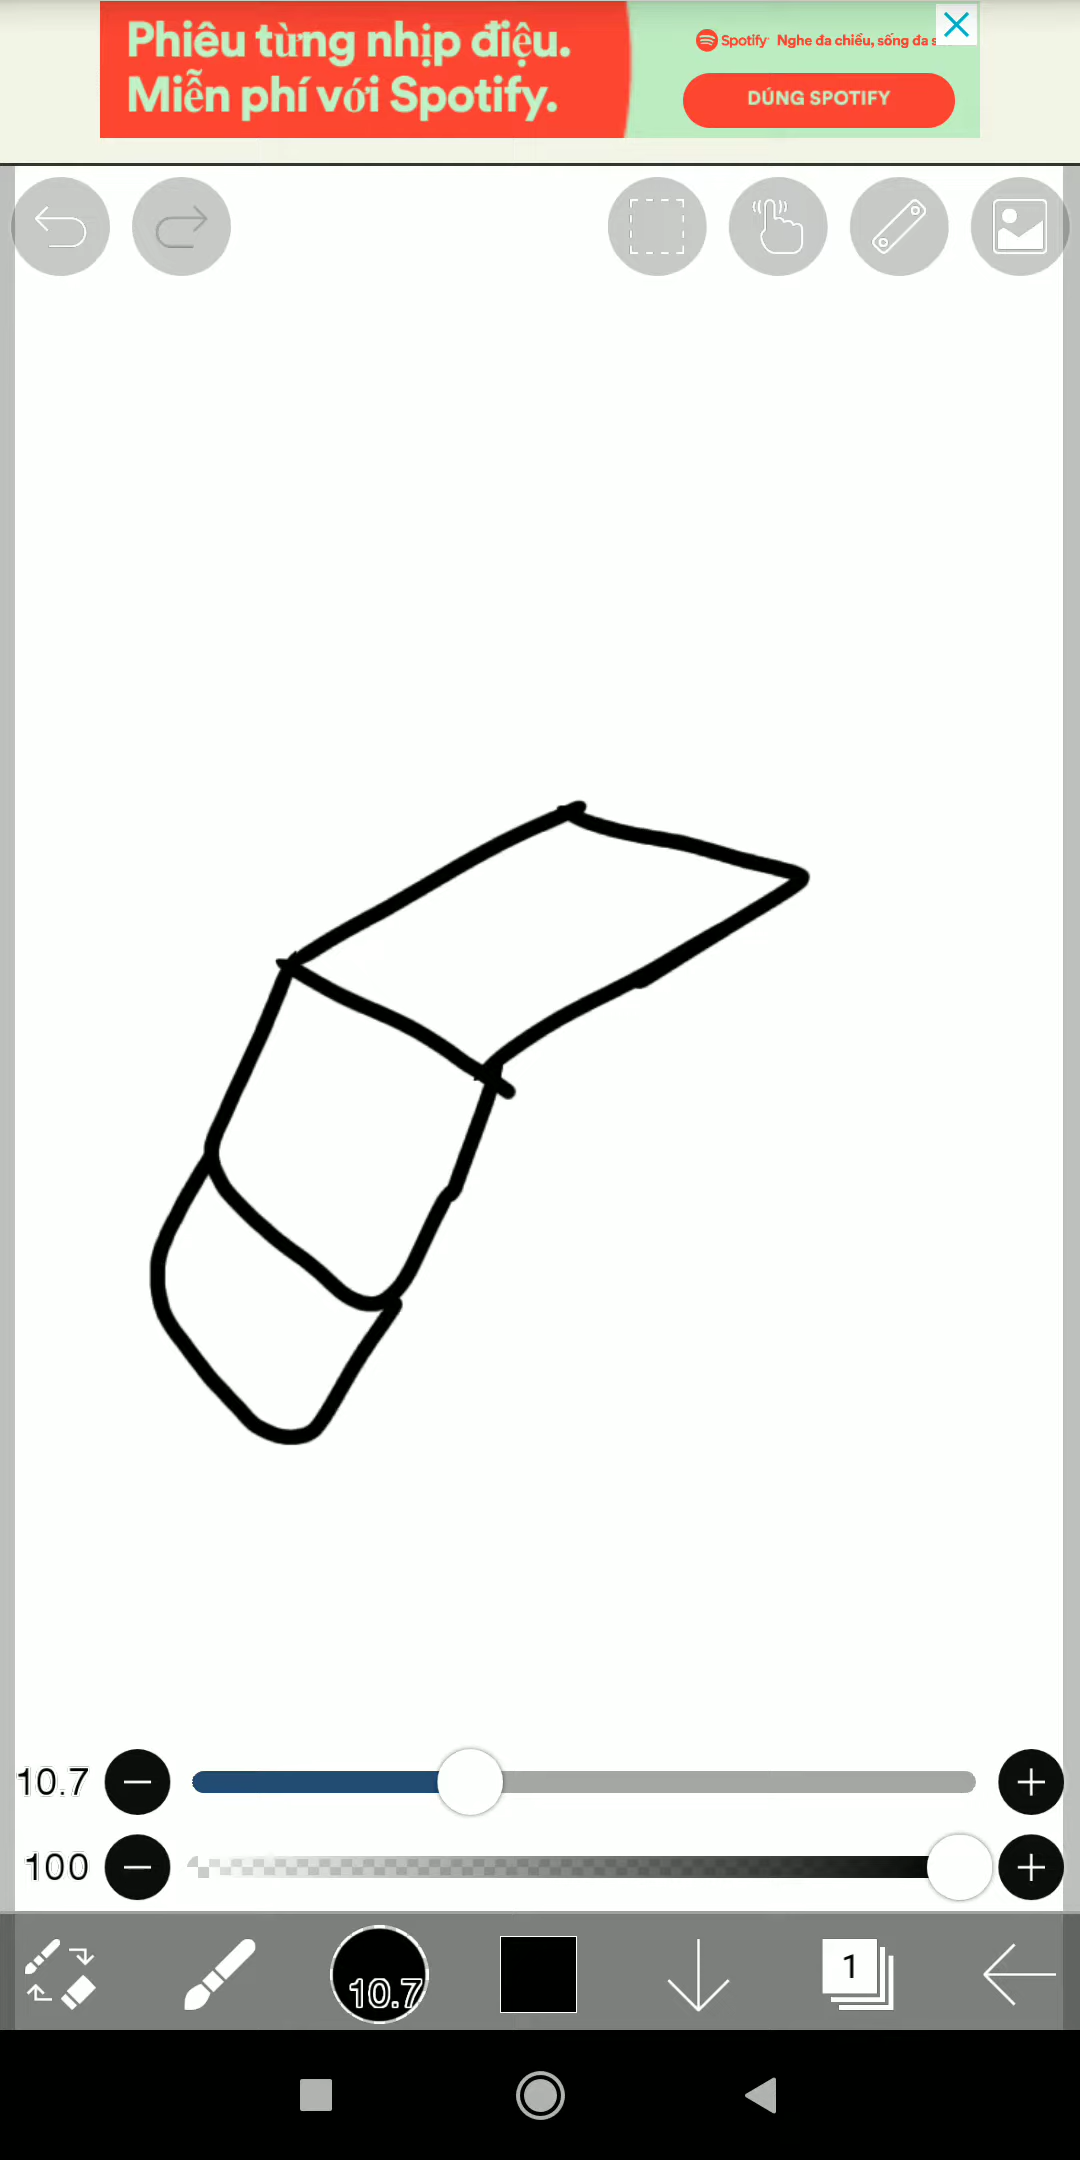 Phiêu từng nhịp điệu.
Miễn phí với Spotify.
Spotify Nghe đa chiều, sống đa
DÙNG SPOTIFY
10.7
100
10.7
1